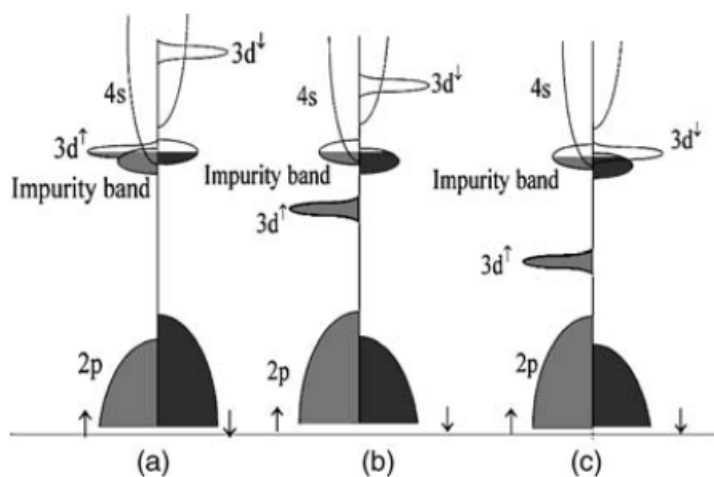 4s
3d↓
3d↑
Impurity band
2p
↑
↓
(a)
4s
3d↓
Impurity band
3d↑
2p
↑
↓
(b)
4s
3d↓
Impurity band
3d↑
2p
↑
↓
(c)